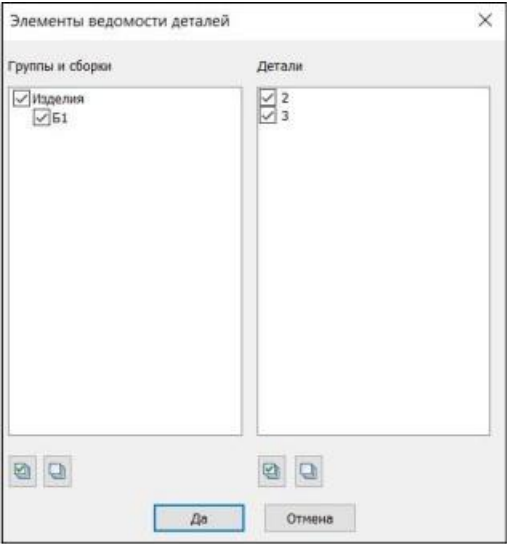 Элементы ведомости деталей
Группы и сборки
Детали
Изделия
Б1
2
3
Да
Отмена